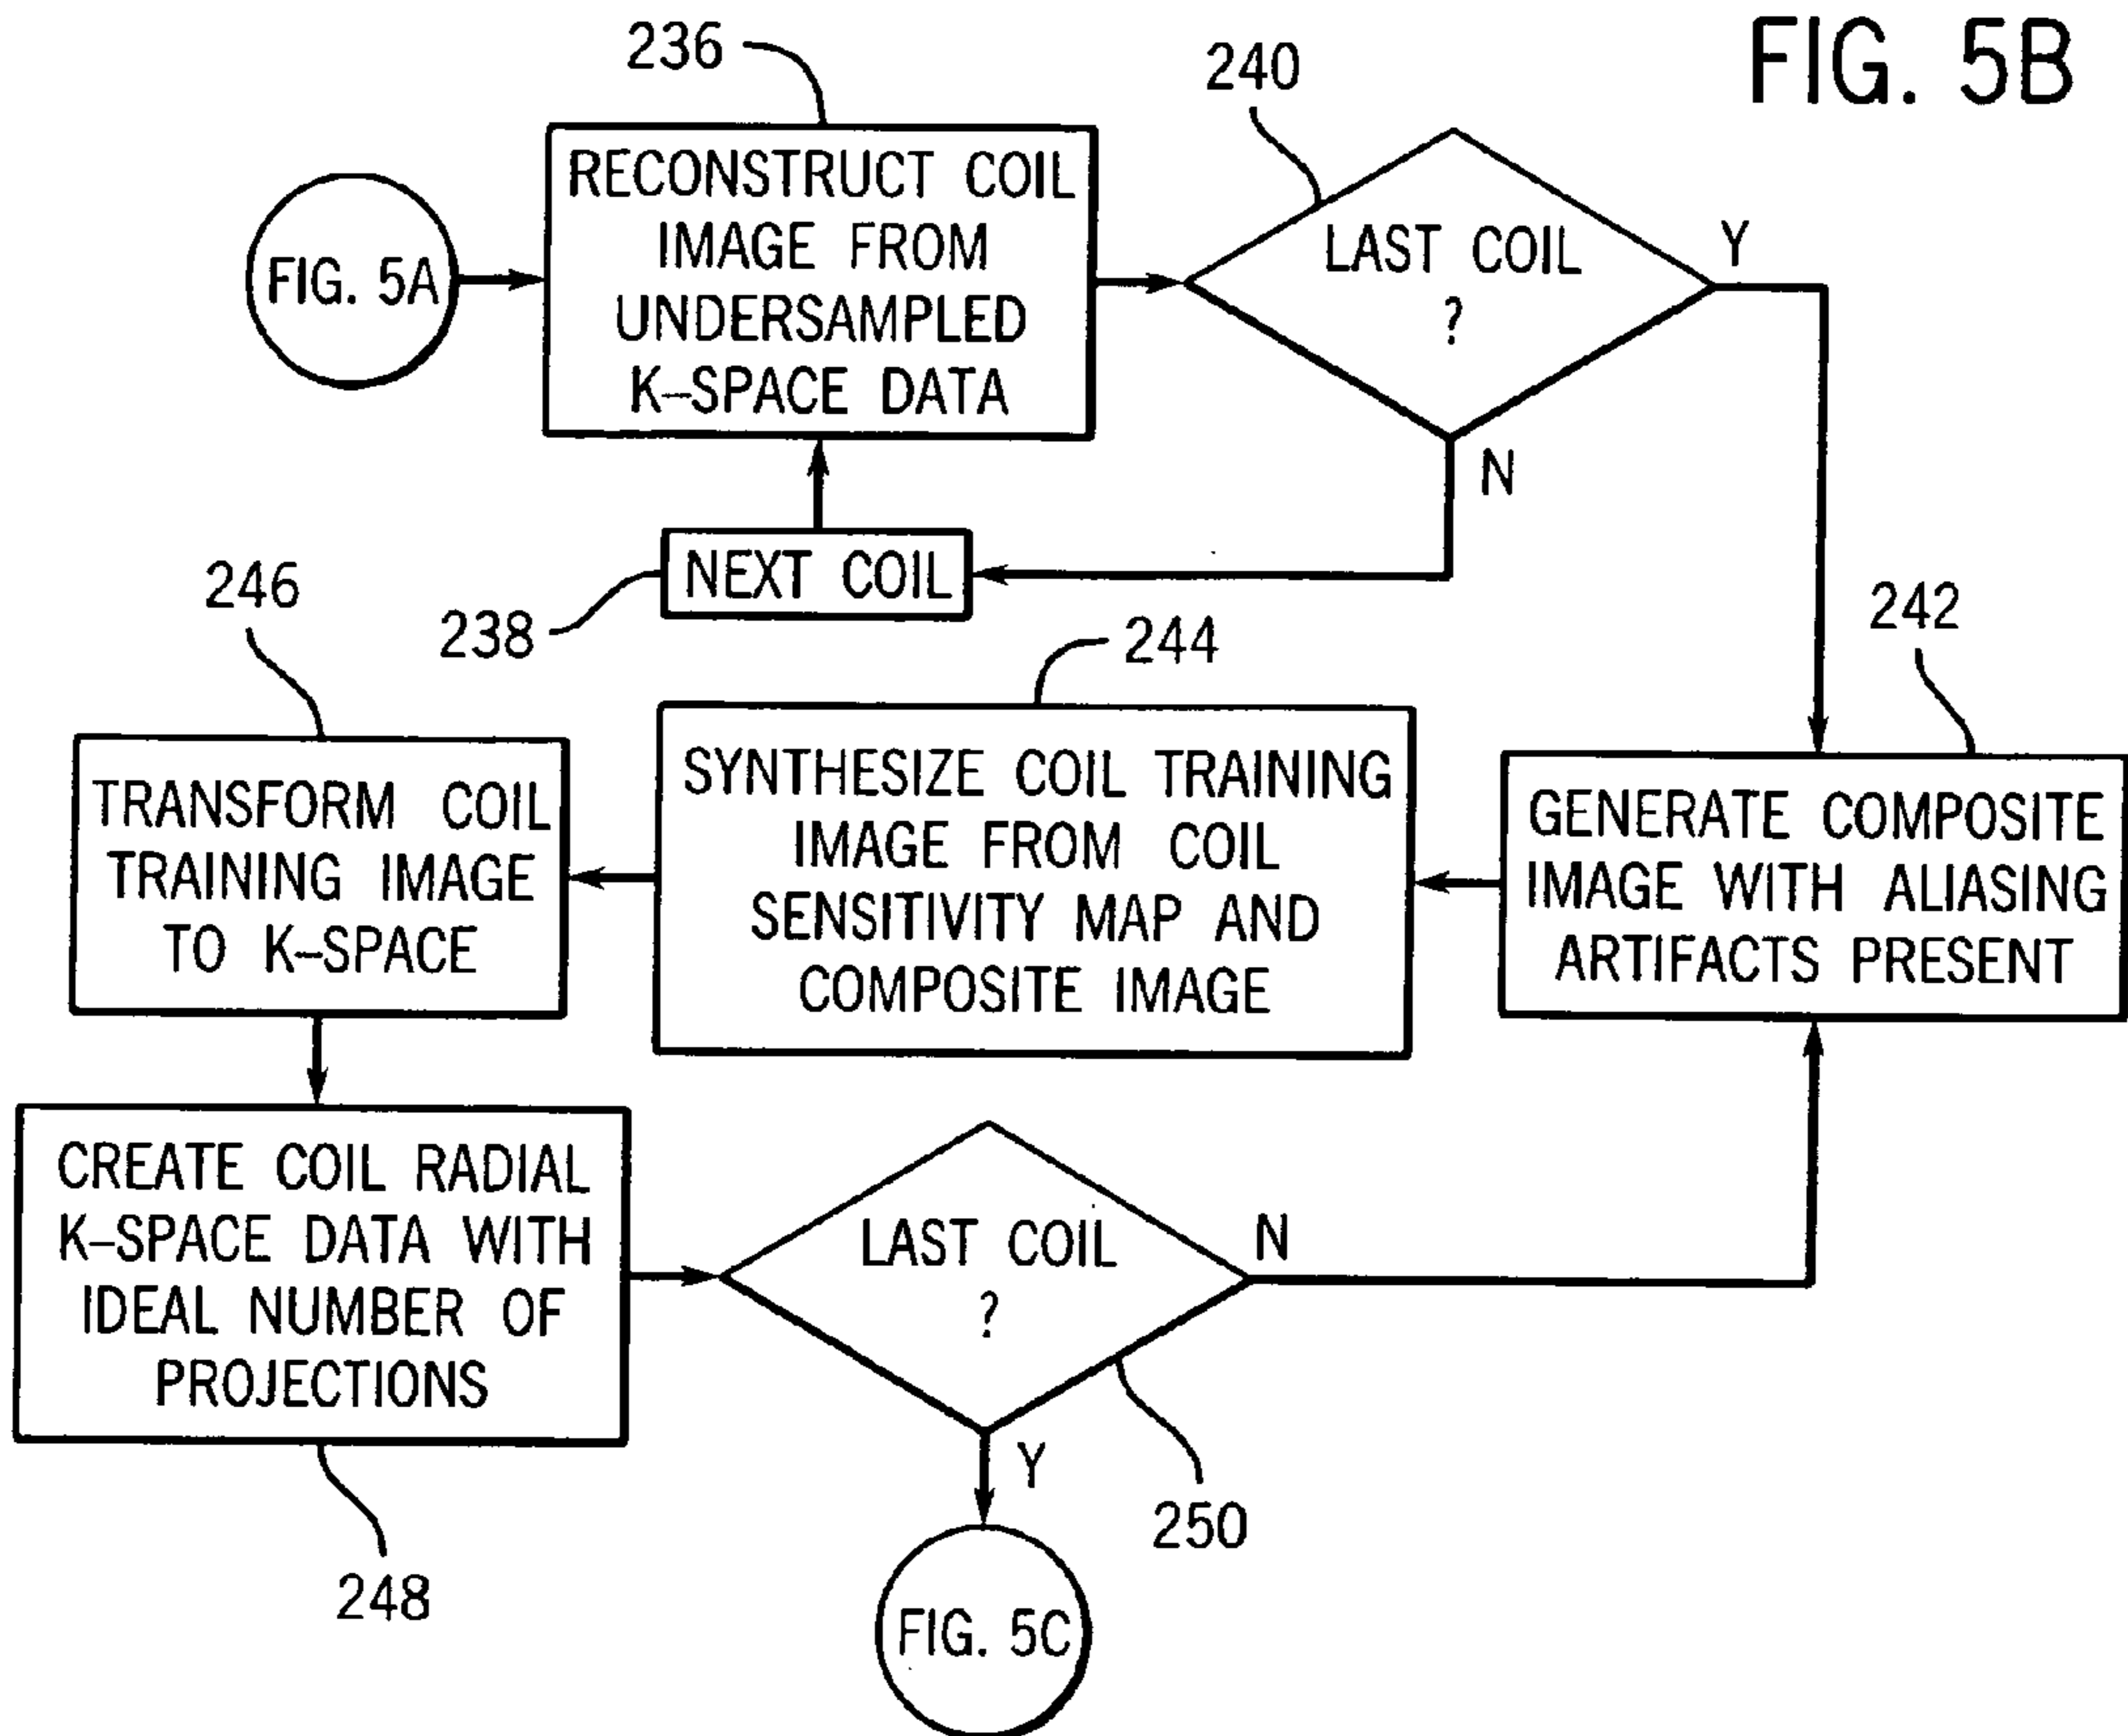 FIG. 5B
236
240
FIG. 5A
RECONSTRUCT COIL
IMAGE FROM
UNDERSAMPLED
K-SPACE DATA
LAST COIL
?
Y
N
NEXT COIL
238
246
244
242
TRANSFORM COIL
TRAINING IMAGE
TO K-SPACE
SYNTHESIZE COIL TRAINING
IMAGE FROM COIL
SENSITIVITY MAP AND
COMPOSITE IMAGE
GENERATE COMPOSITE
IMAGE WITH ALIASING
ARTIFACTS PRESENT
CREATE COIL RADIAL
K-SPACE DATA WITH
IDEAL NUMBER OF
PROJECTIONS
LAST COIL
?
N
Y
250
248
FIG. 5C